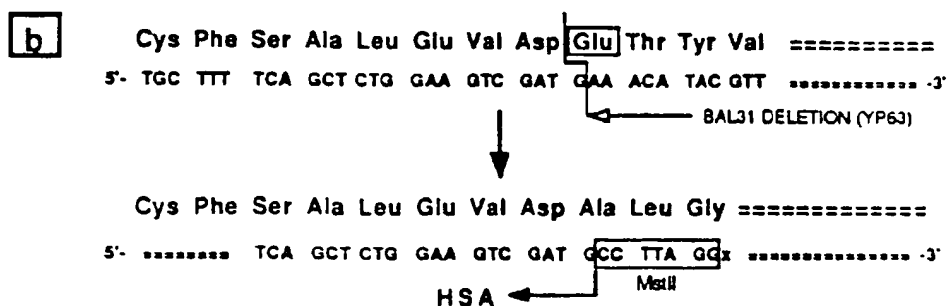 b
Cys Phe Ser Ala Leu Glu Val Asp Glu Thr Tyr Val ==========
5'- TGC TTT TCA GCT CTG GAA GTC GAT GAA ACA TAC GTT ============= -3'
BAL31 DELETION (YP63)
Cys Phe Ser Ala Leu Glu Val Asp Ala Leu Gly =============
5'- ======== TCA GCT CTG GAA GTC GAT GCC TTA GGx =============== -3'
MstII
HSA